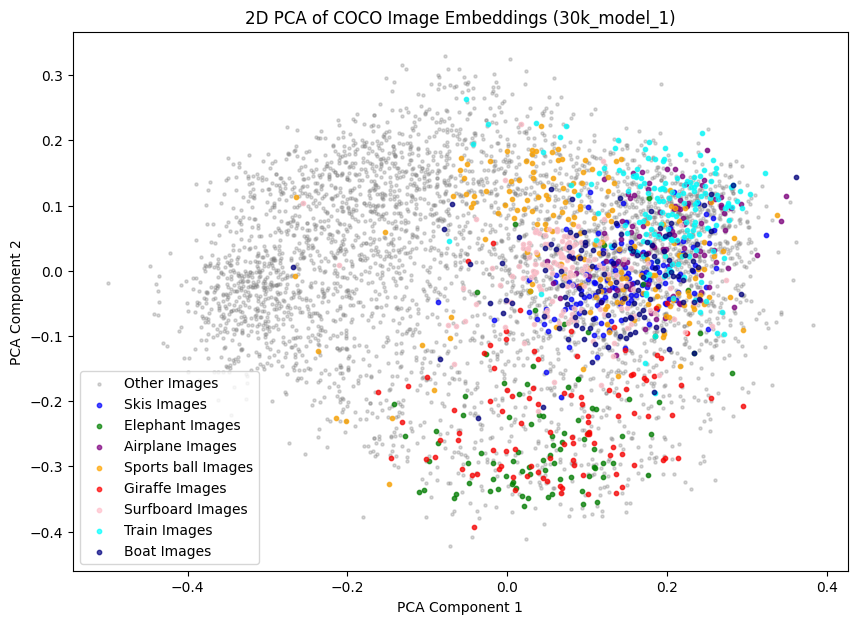 2D PCA of COCO Image Embeddings (30k_model_1)
PCA Component 2
0.3
0.2
0.1
0.0
−0.1
−0.2
−0.3
−0.4
Other Images
Skis Images
Elephant Images
Airplane Images
Sports ball Images
Giraffe Images
Surfboard Images
Train Images
Boat Images
−0.4
−0.2
0.0
0.2
0.4
PCA Component 1